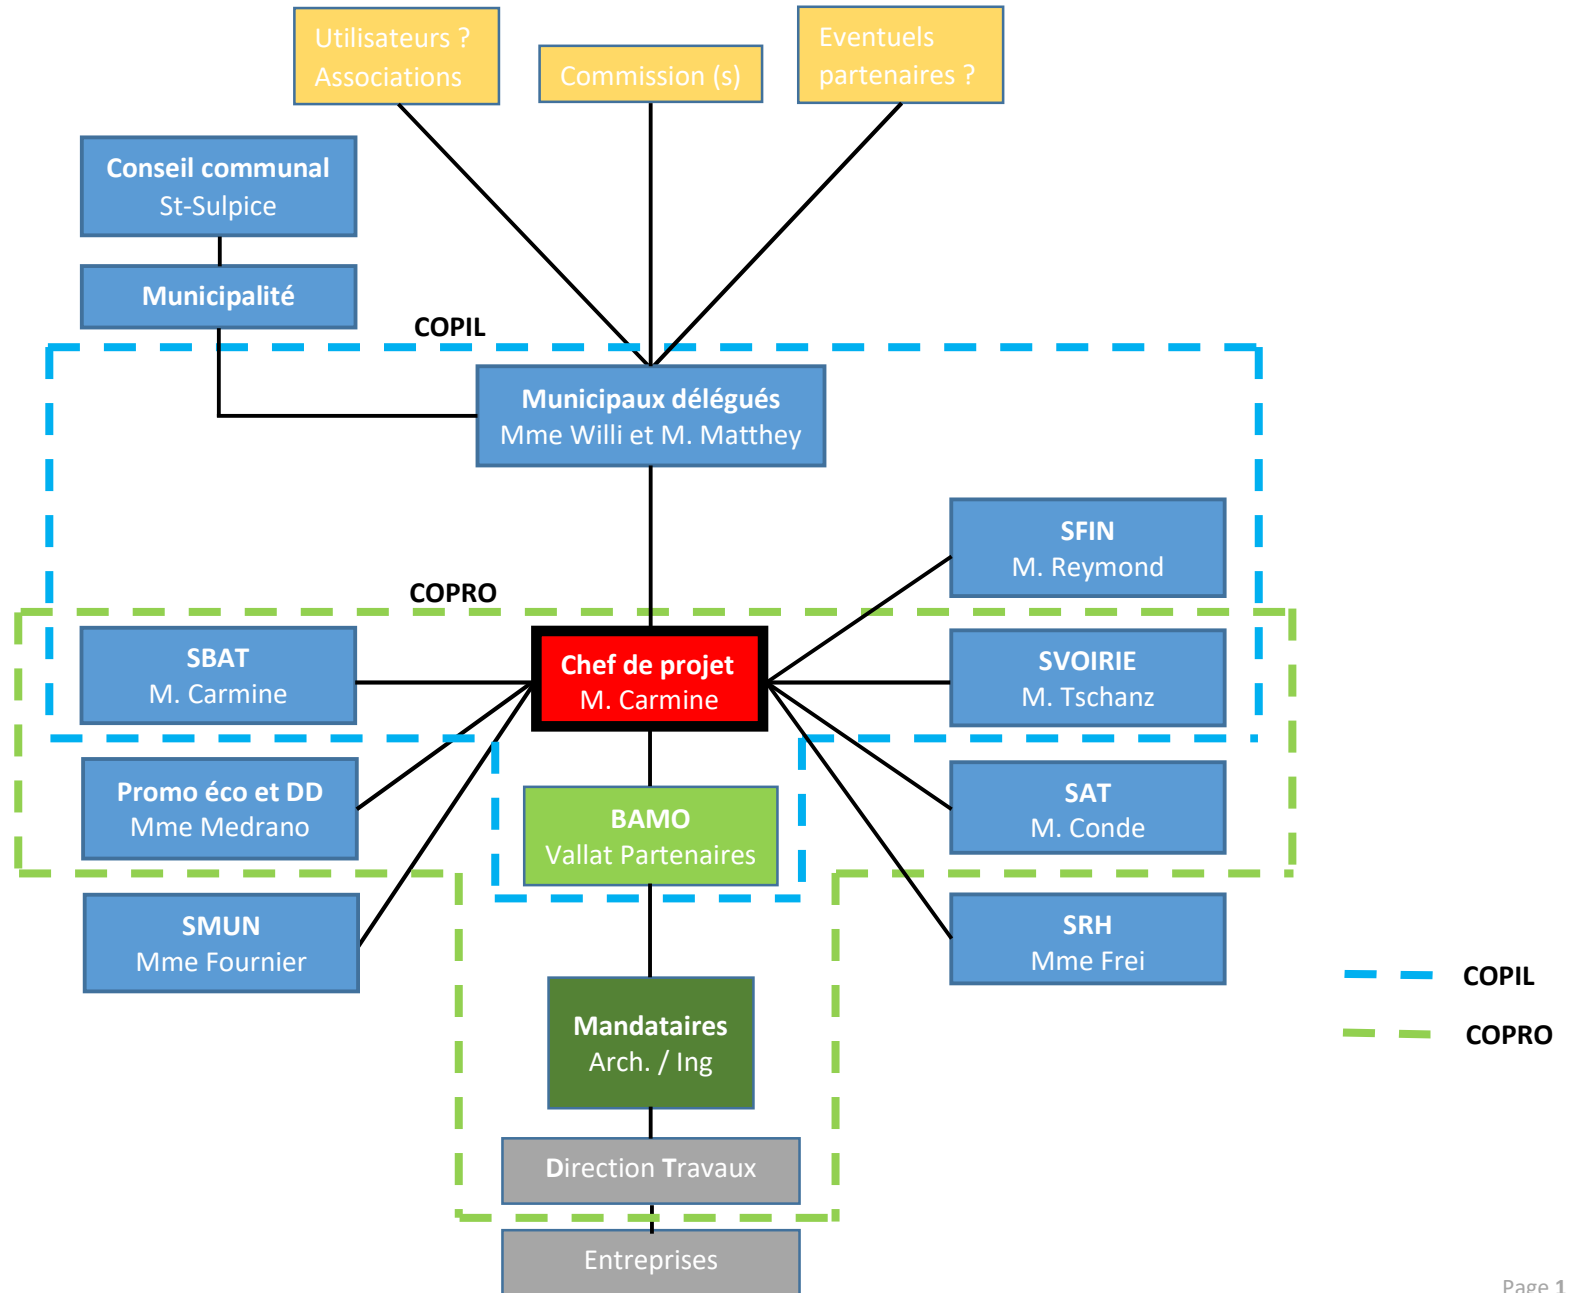 Utilisateurs ?
Associations
Commission (s)
Eventuels
partenaires ?
Conseil communal
St-Sulpice
Municipalité
COPIL
Municipaux délégués
Mme Willi et M. Matthey
SFIN
M. Reymond
COPRO
SBAT
M. Carmine
Chef de projet
M. Carmine
SVOIRIE
M. Tschanz
Promo éco et DD
Mme Medrano
BAMO
Vallat Partenaires
SAT
M. Conde
SMUN
Mme Fournier
SRH
Mme Frei
COPIL
Mandataires
Arch. / Ing
COPRO
Direction Travaux
Entreprises
Page 1